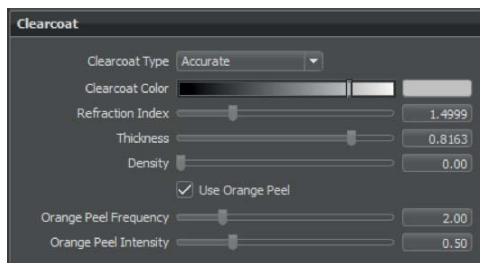 Clearcoat
Clearcoat Type Accurate
Clearcoat Color
Refraction Index 1.4999
Thickness 0.8163
Density 0.00
Use Orange Peel
Orange Peel Frequency 2.00
Orange Peel Intensity 0.50